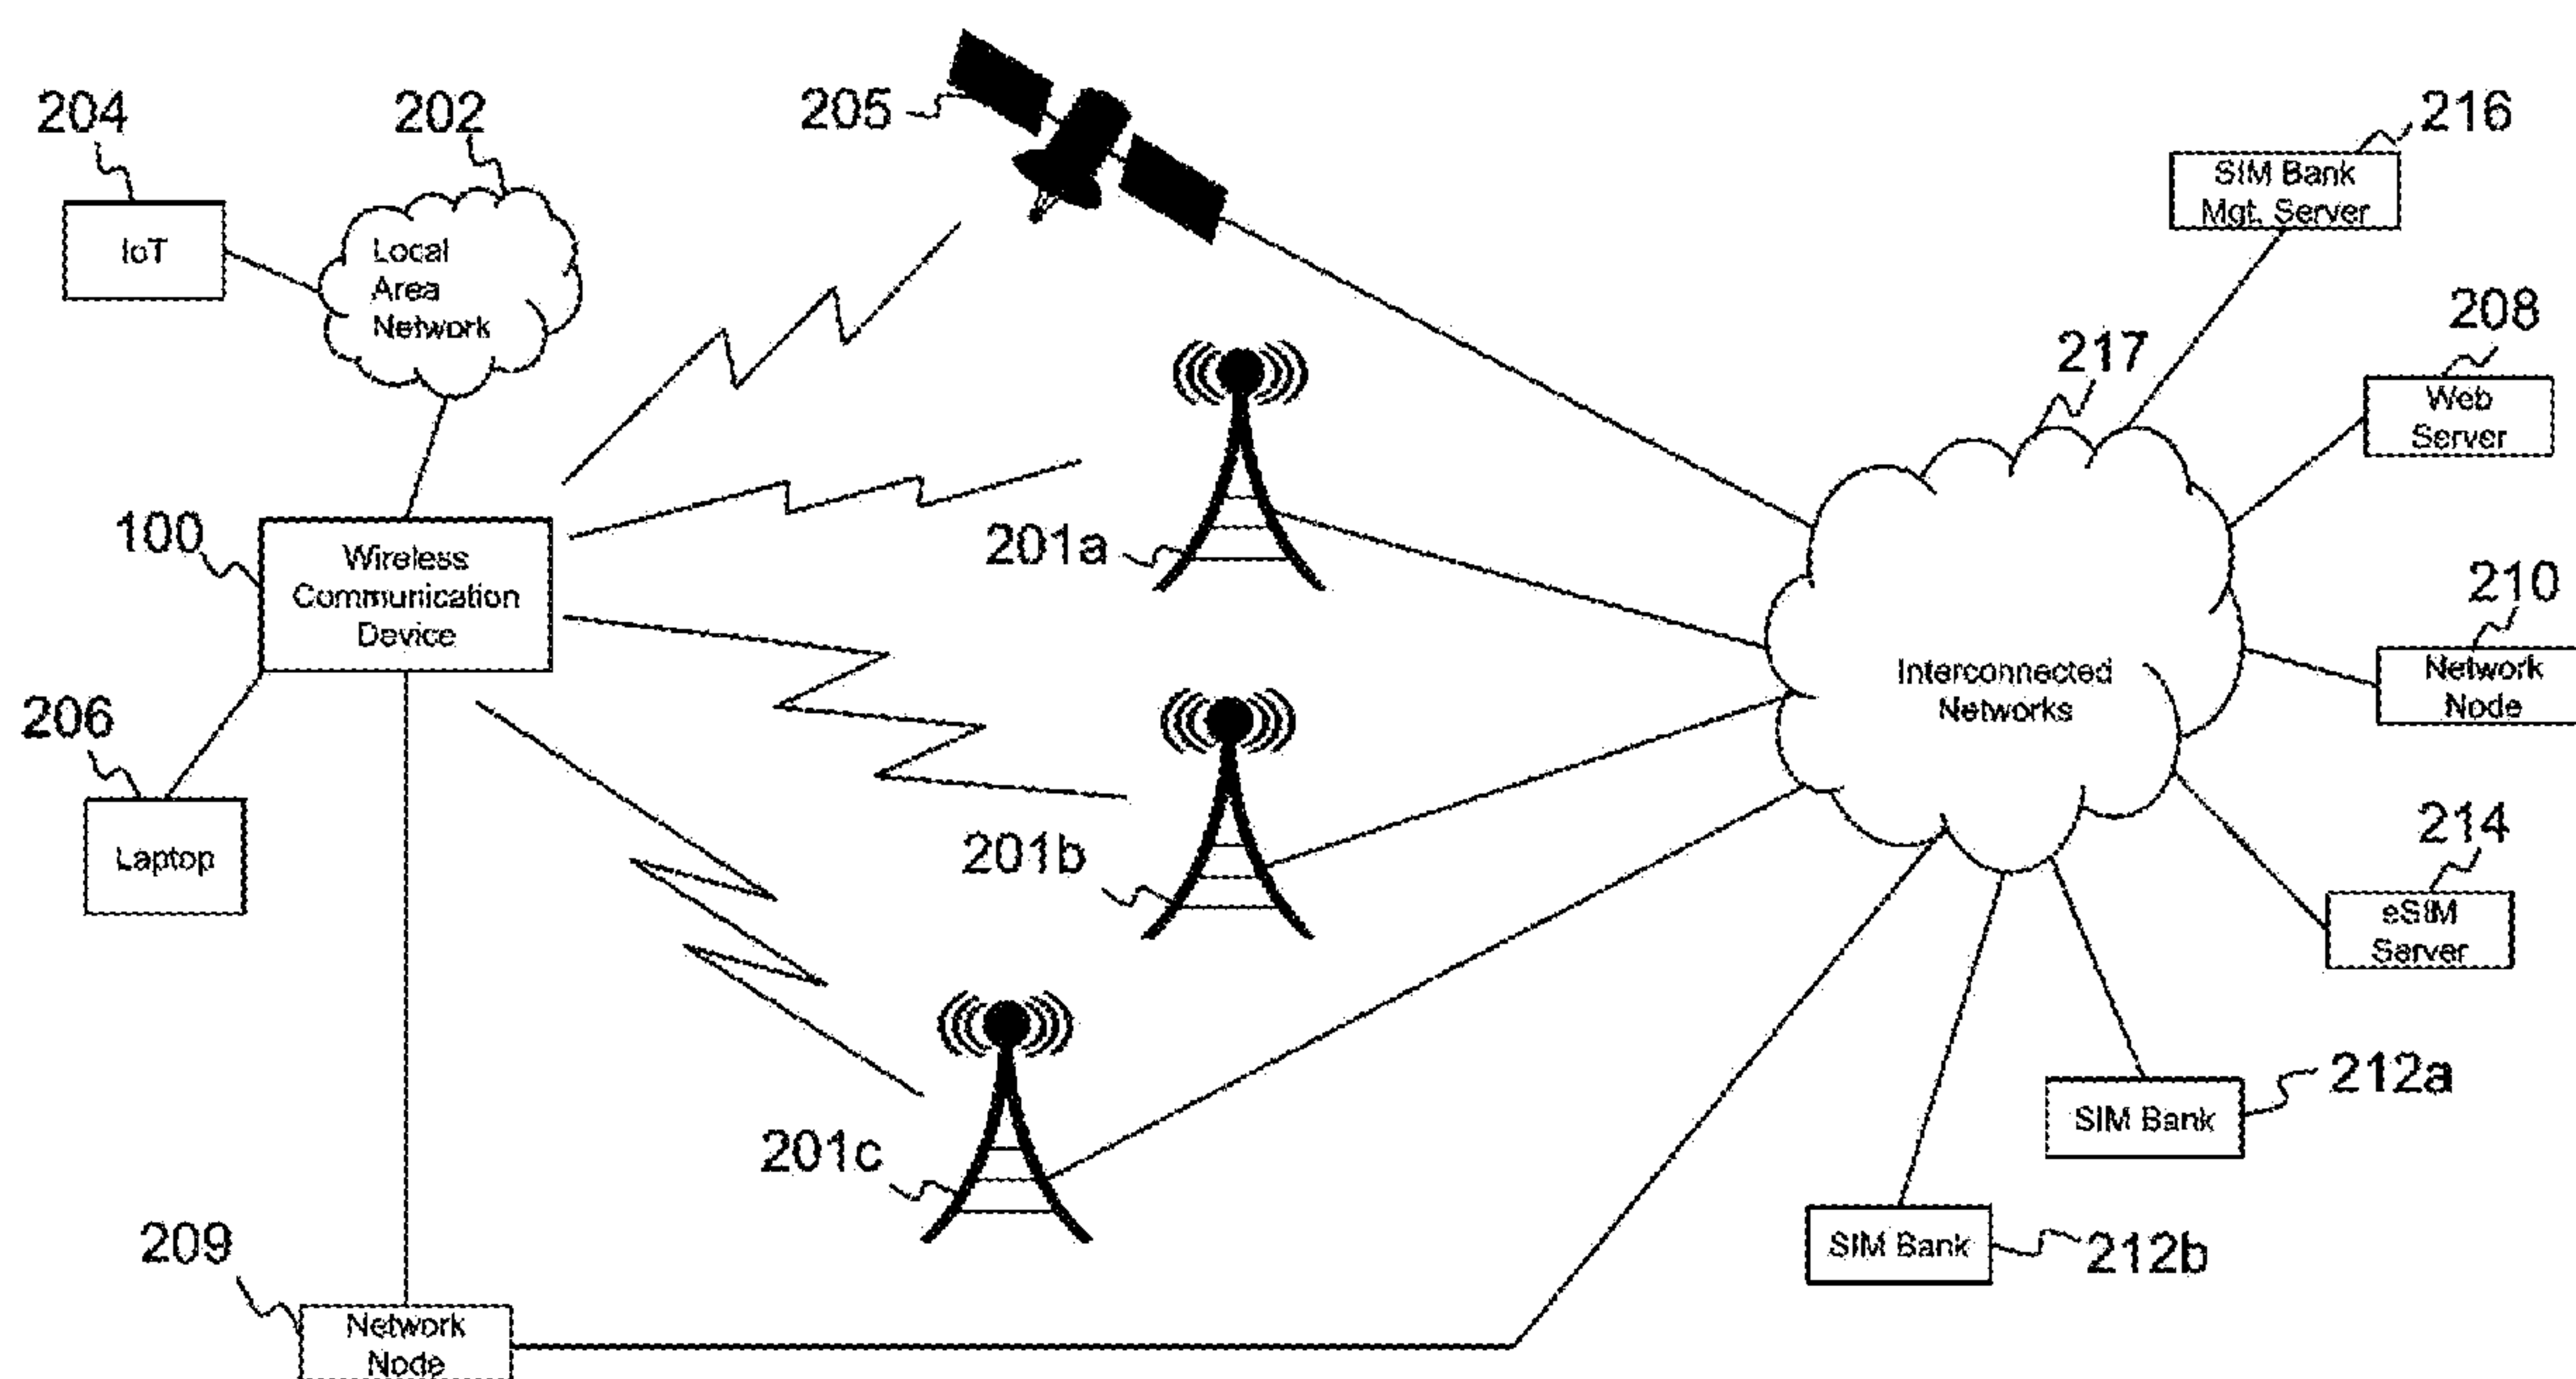 204
202
205
216
IoT
Local
Area
Network
SIM Bank
Mgt. Server
208
217
Web
Server
100
Wireless
Communication
Device
201a
210
Interconnected
Networks
Network
Node
206
Laptop
201b
214
eSIM
Server
201c
212a
SIM Bank
209
SIM Bank
212b
Network
Node